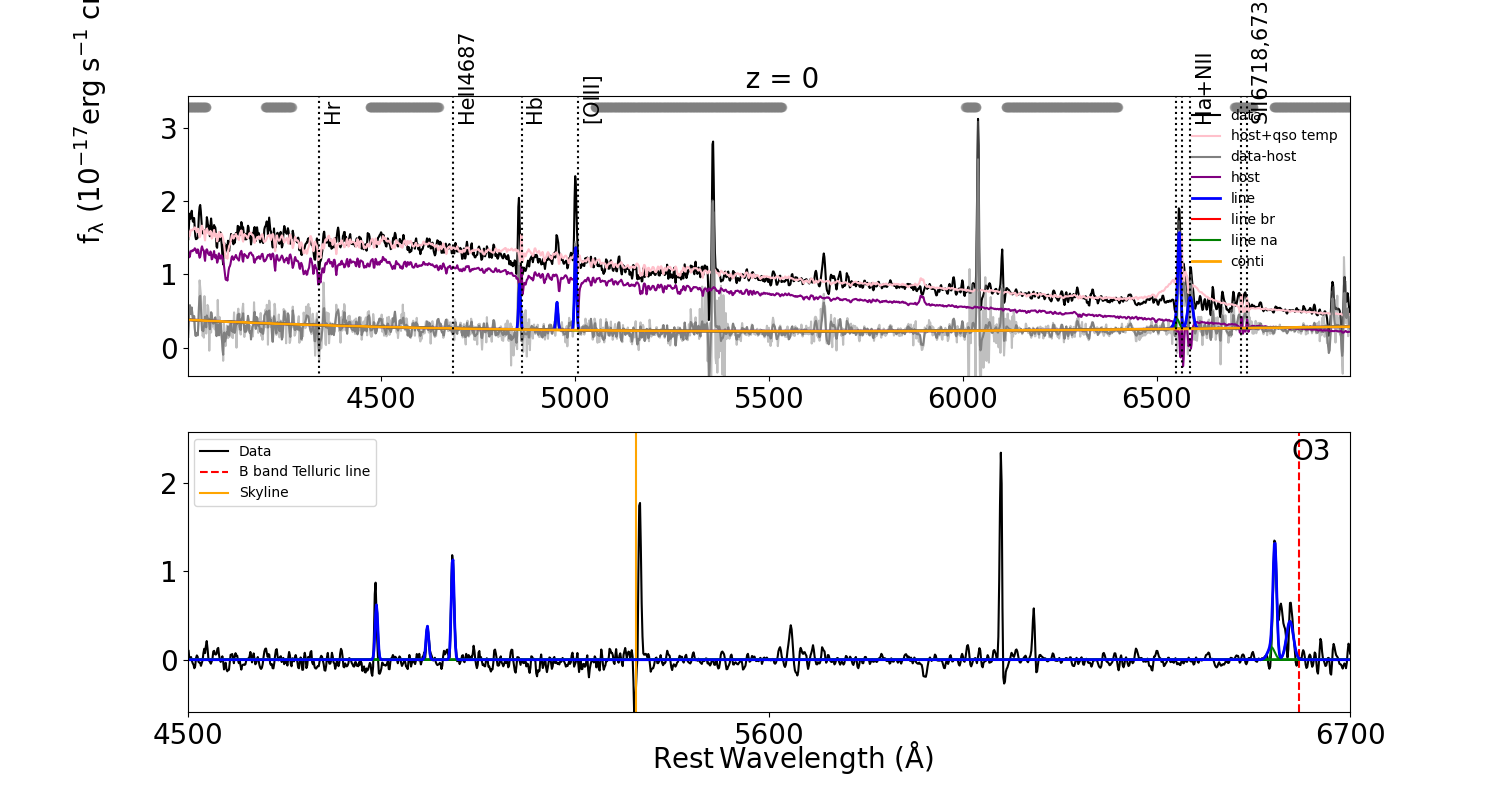 z = 0
f_λ (10^−17 erg s^−1 c
Hr
HeII4687
Hb
[OIII]
Ha+NII
SII6718,673
data
host+qso temp
data-host
host
line
line br
line na
conti
3
2
1
0
4500 5000 5500 6000 6500
Data
B band Telluric line
Skyline
O3
2
1
0
4500 5600 6700
Rest Wavelength (Å)